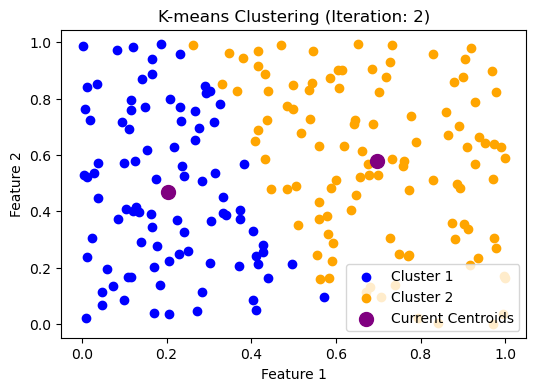 K-means Clustering (Iteration: 2)
Feature 2
1.0
0.8
0.6
0.4
0.2
0.0
Cluster 1
Cluster 2
Current Centroids
0.0 0.2 0.4 0.6 0.8 1.0
Feature 1